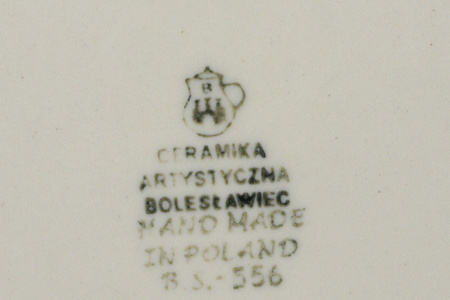 B
CERAMIKA
ARTYSTYCZNA
BOLESŁAWIEC
HAND MADE
IN POLAND
B.S.-556